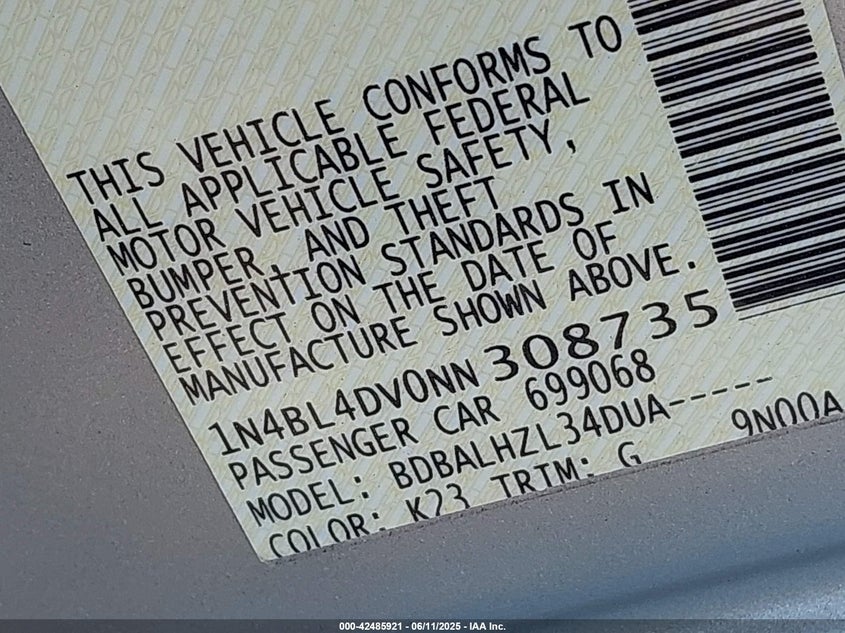 THIS VEHICLE CONFORMS TO
ALL APPLICABLE FEDERAL
MOTOR VEHICLE SAFETY,
BUMPER, AND THEFT
PREVENTION STANDARDS IN
EFFECT ON THE DATE OF
MANUFACTURE SHOWN ABOVE.
1N4BL4DV0NN308735
PASSENGER CAR 699068
MODEL: BDBALHZL34DUA-----
COLOR: K23 TRIM: G 9N00A
000-42485921 - 06/11/2025 - IAA Inc.